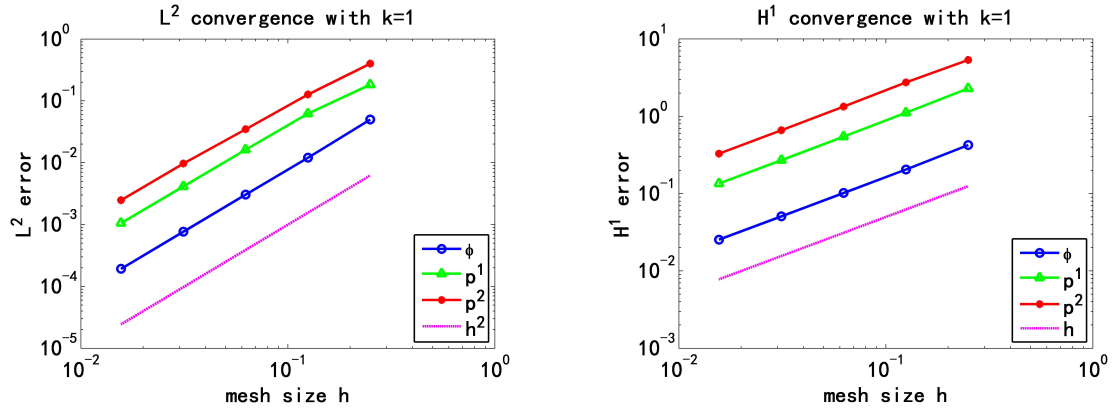 L² convergence with k=1
10⁰
10⁻¹
10⁻²
10⁻³
10⁻⁴
10⁻⁵
L² error
10⁻²
10⁻¹
10⁰
mesh size h
ϕ
p¹
p²
h²
H¹ convergence with k=1
10¹
10⁰
10⁻¹
10⁻²
10⁻³
H¹ error
10⁻²
10⁻¹
10⁰
mesh size h
ϕ
p¹
p²
h